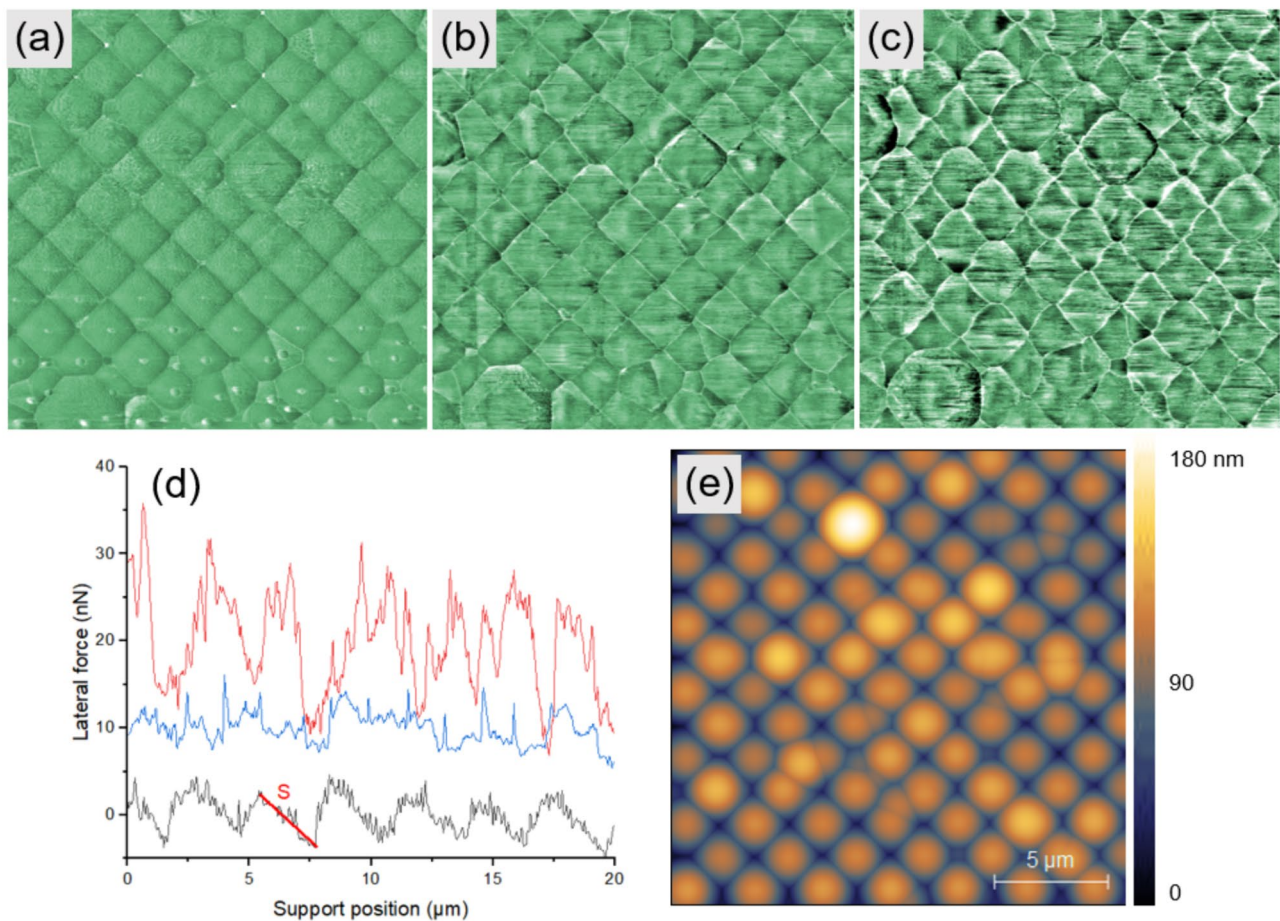 (a)
(b)
(c)
(d)
40
30
20
10
0
Lateral force (nN)
S
0
5
10
15
20
Support position (µm)
(e)
5 µm
180 nm
90
0